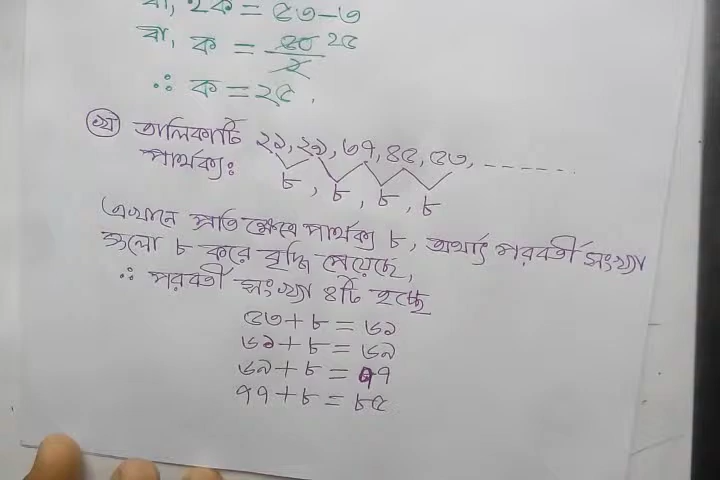 বা, ২ক = ৫৩-৩
বা, ক = ৫০ ২৫
২
∴ ক = ২৫.
(খ) তালিকাটি ২১, ২৯, ৩৭, ৪৫, ৫৩, ------
পার্থক্য: ৮, ৮, ৮, ৮
এখানে প্রতি ক্ষেত্রে পার্থক্য ৮, অর্থাৎ পরবর্তী সংখ্যা
গুলো ৮ করে বৃদ্ধি পেয়েছে,
∴ পরবর্তী সংখ্যা ৪টি হচ্ছে
৫৩+৮ = ৬১
৬১+৮ = ৬৯
৬৯+৮ = ৭৭
৭৭+৮ = ৮৫